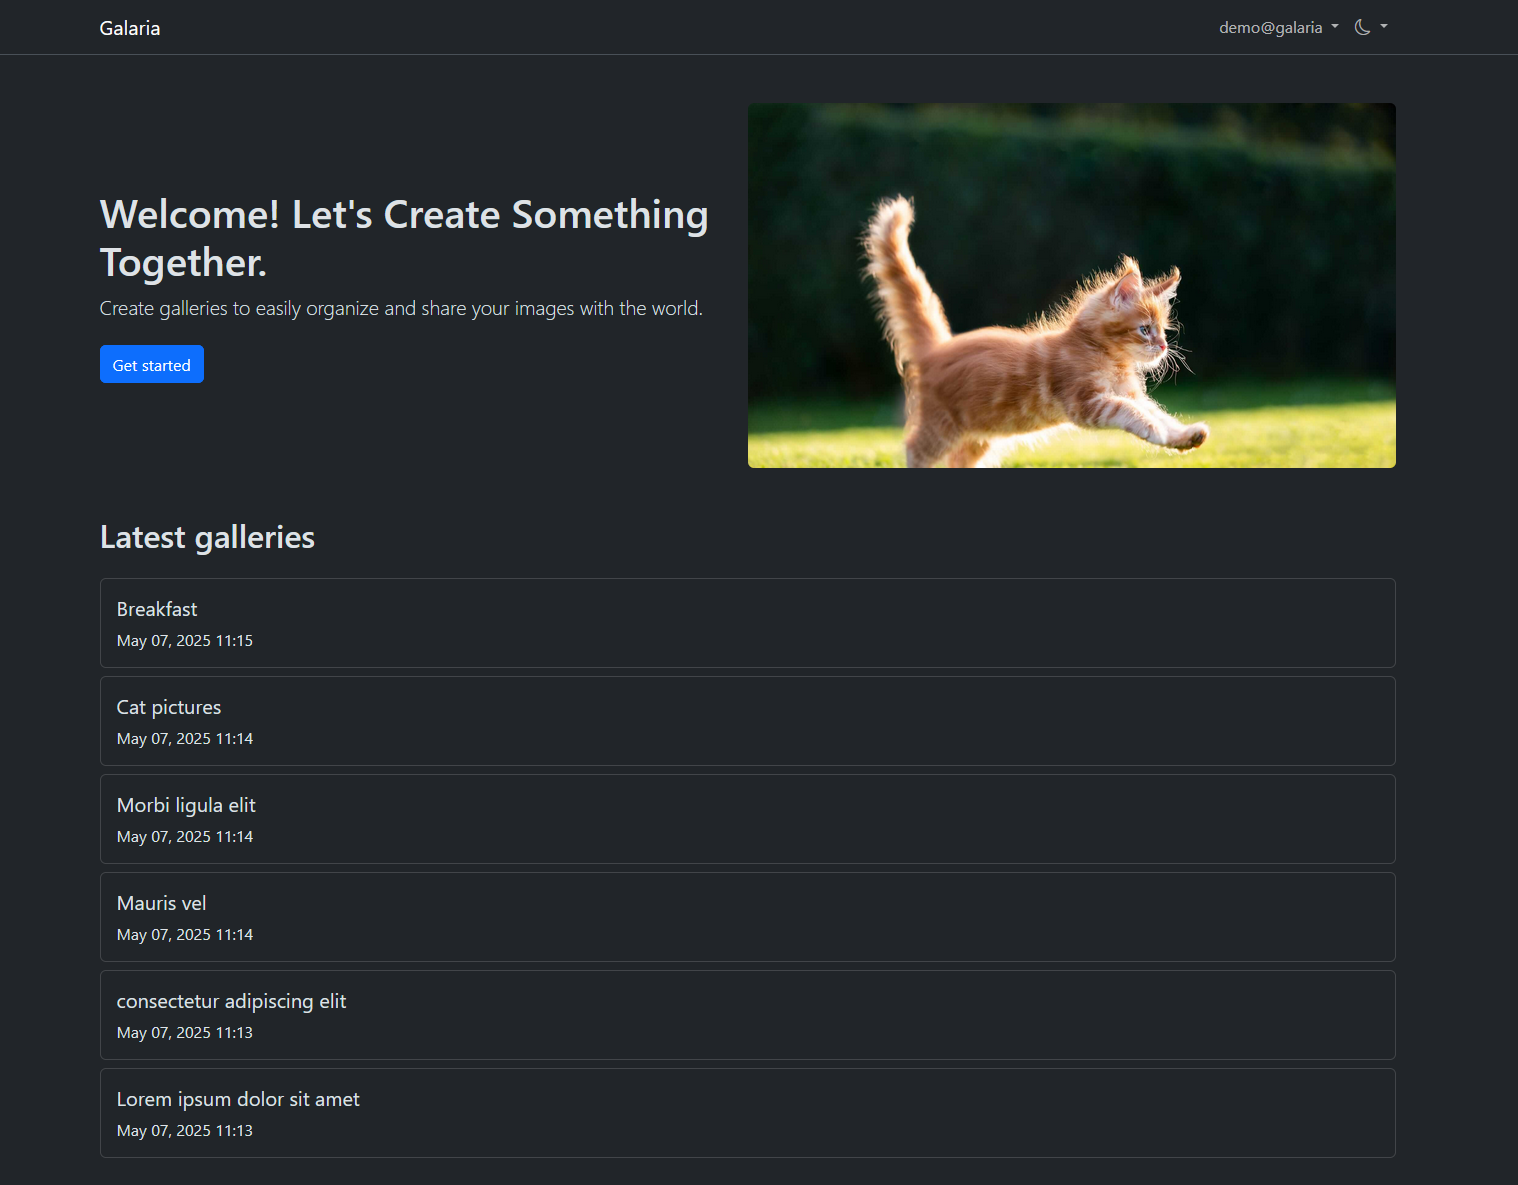 Galaria
demo@galaria
Welcome! Let's Create Something
Together.
Create galleries to easily organize and share your images with the world.
Get started
Latest galleries
Breakfast
May 07, 2025 11:15
Cat pictures
May 07, 2025 11:14
Morbi ligula elit
May 07, 2025 11:14
Mauris vel
May 07, 2025 11:14
consectetur adipiscing elit
May 07, 2025 11:13
Lorem ipsum dolor sit amet
May 07, 2025 11:13